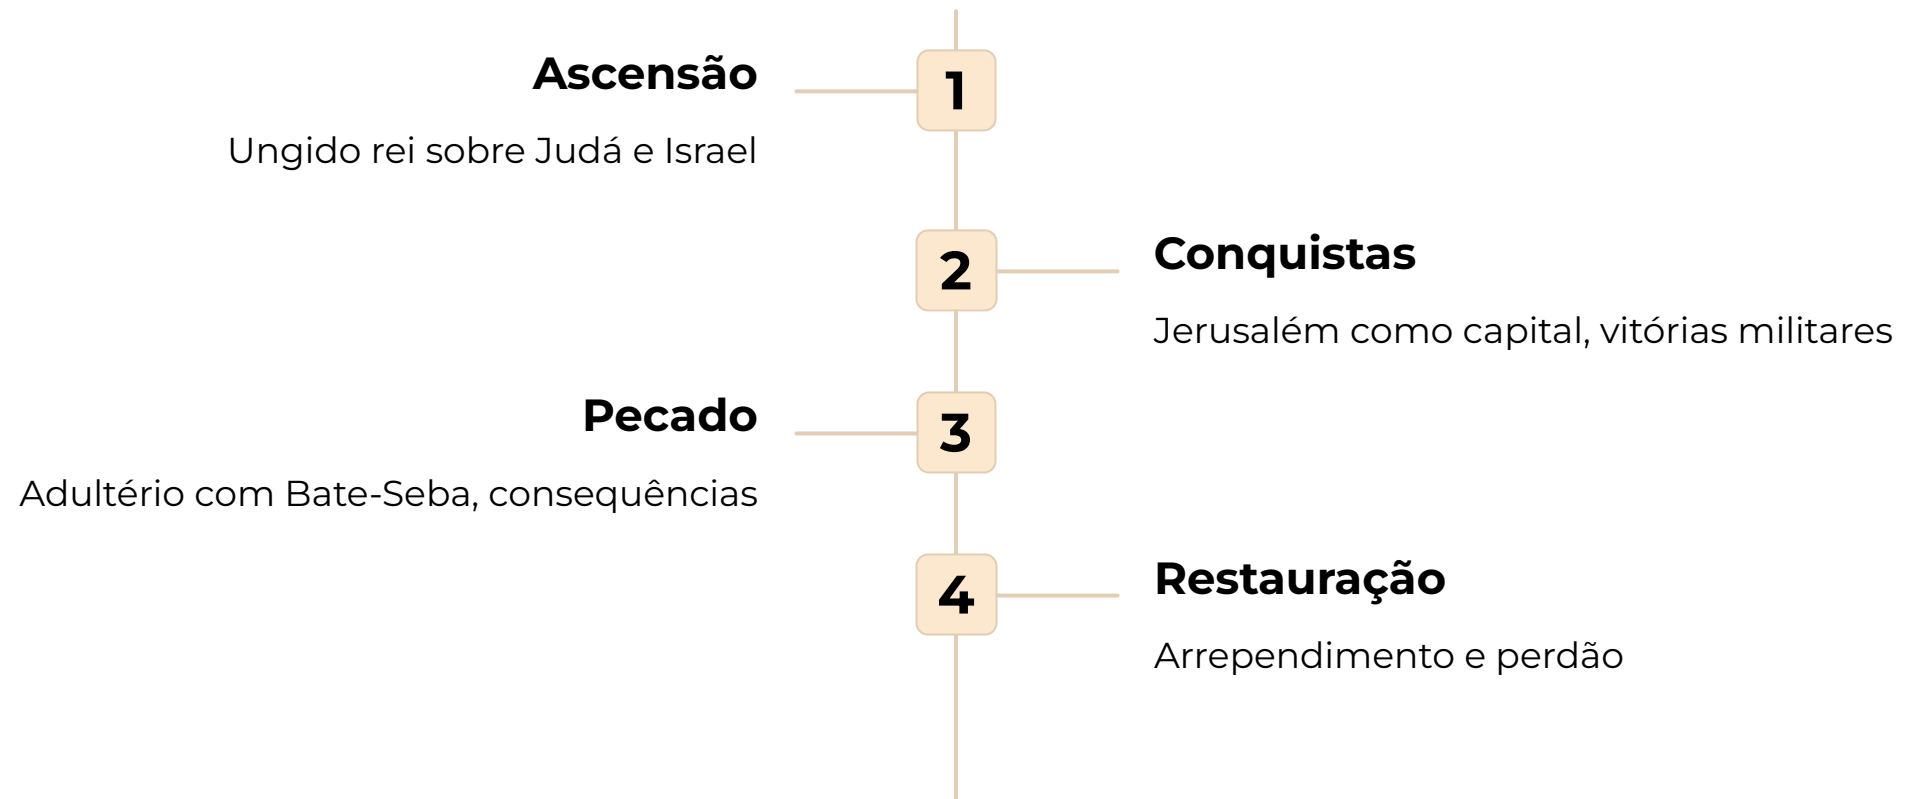 1
Ascensão
Ungido rei sobre Judá e Israel
2
Conquistas
Jerusalém como capital, vitórias militares
3
Pecado
Adultério com Bate-Seba, consequências
4
Restauração
Arrependimento e perdão